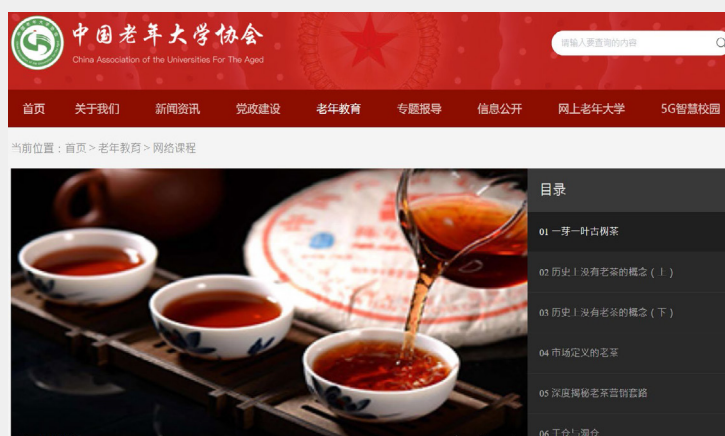 中国老年大学协会
China Association of the Universities For The Aged
请输入要查询的内容
首页 关于我们 新闻资讯 党政建设 老年教育 专题报导 信息公开 网上老年大学 5G智慧校园
当前位置：首页 > 老年教育 > 网络课程
目录
01 一芽一叶古树茶
02 历史上没有老茶的概念（上）
03 历史上没有老茶的概念（下）
04 市场定义的老茶
05 深度揭秘老茶营销套路
06 干仓与湿仓